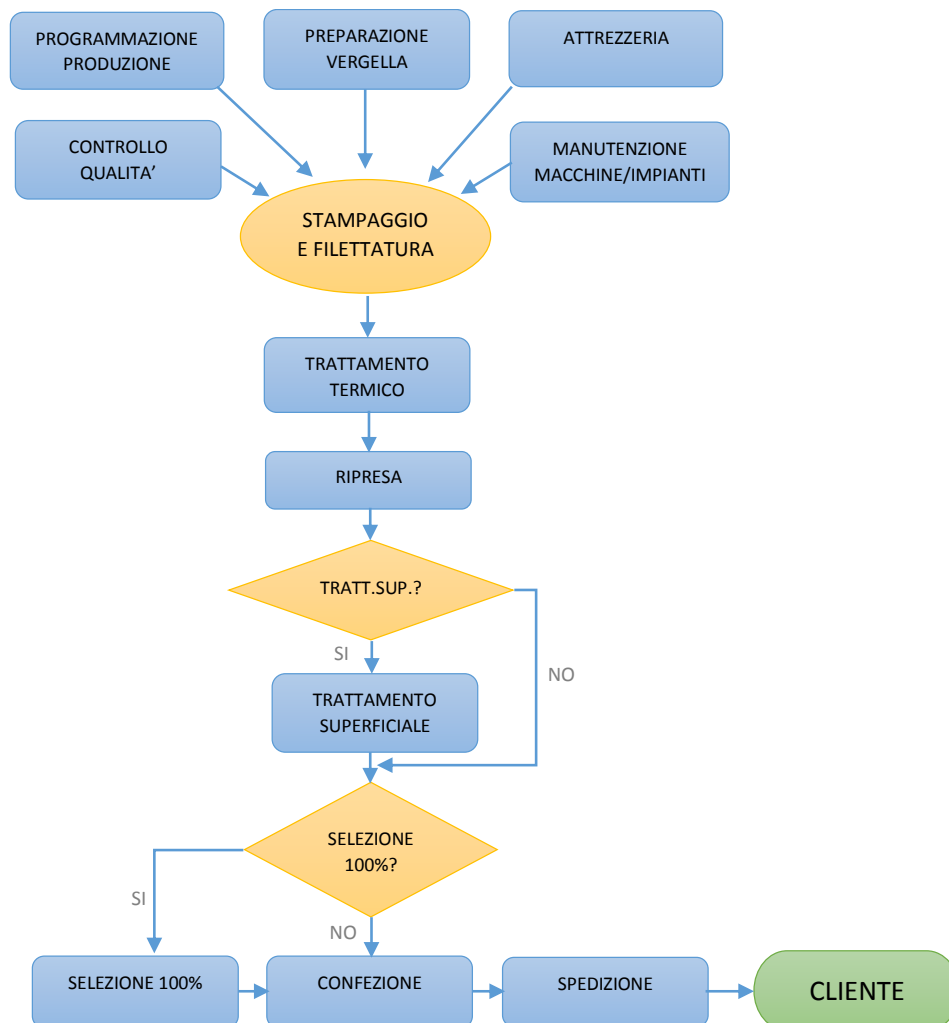 PROGRAMMAZIONE
PRODUZIONE
PREPARAZIONE
VERGELLA
ATTREZZERIA
CONTROLLO
QUALITA’
MANUTENZIONE
MACCHINE/IMPIANTI
STAMPAGGIO
E FILETTATURA
TRATTAMENTO
TERMICO
RIPRESA
TRATT.SUP.?
SI
NO
TRATTAMENTO
SUPERFICIALE
SELEZIONE
100%?
SI
NO
SELEZIONE 100%
CONFEZIONE
SPEDIZIONE
CLIENTE